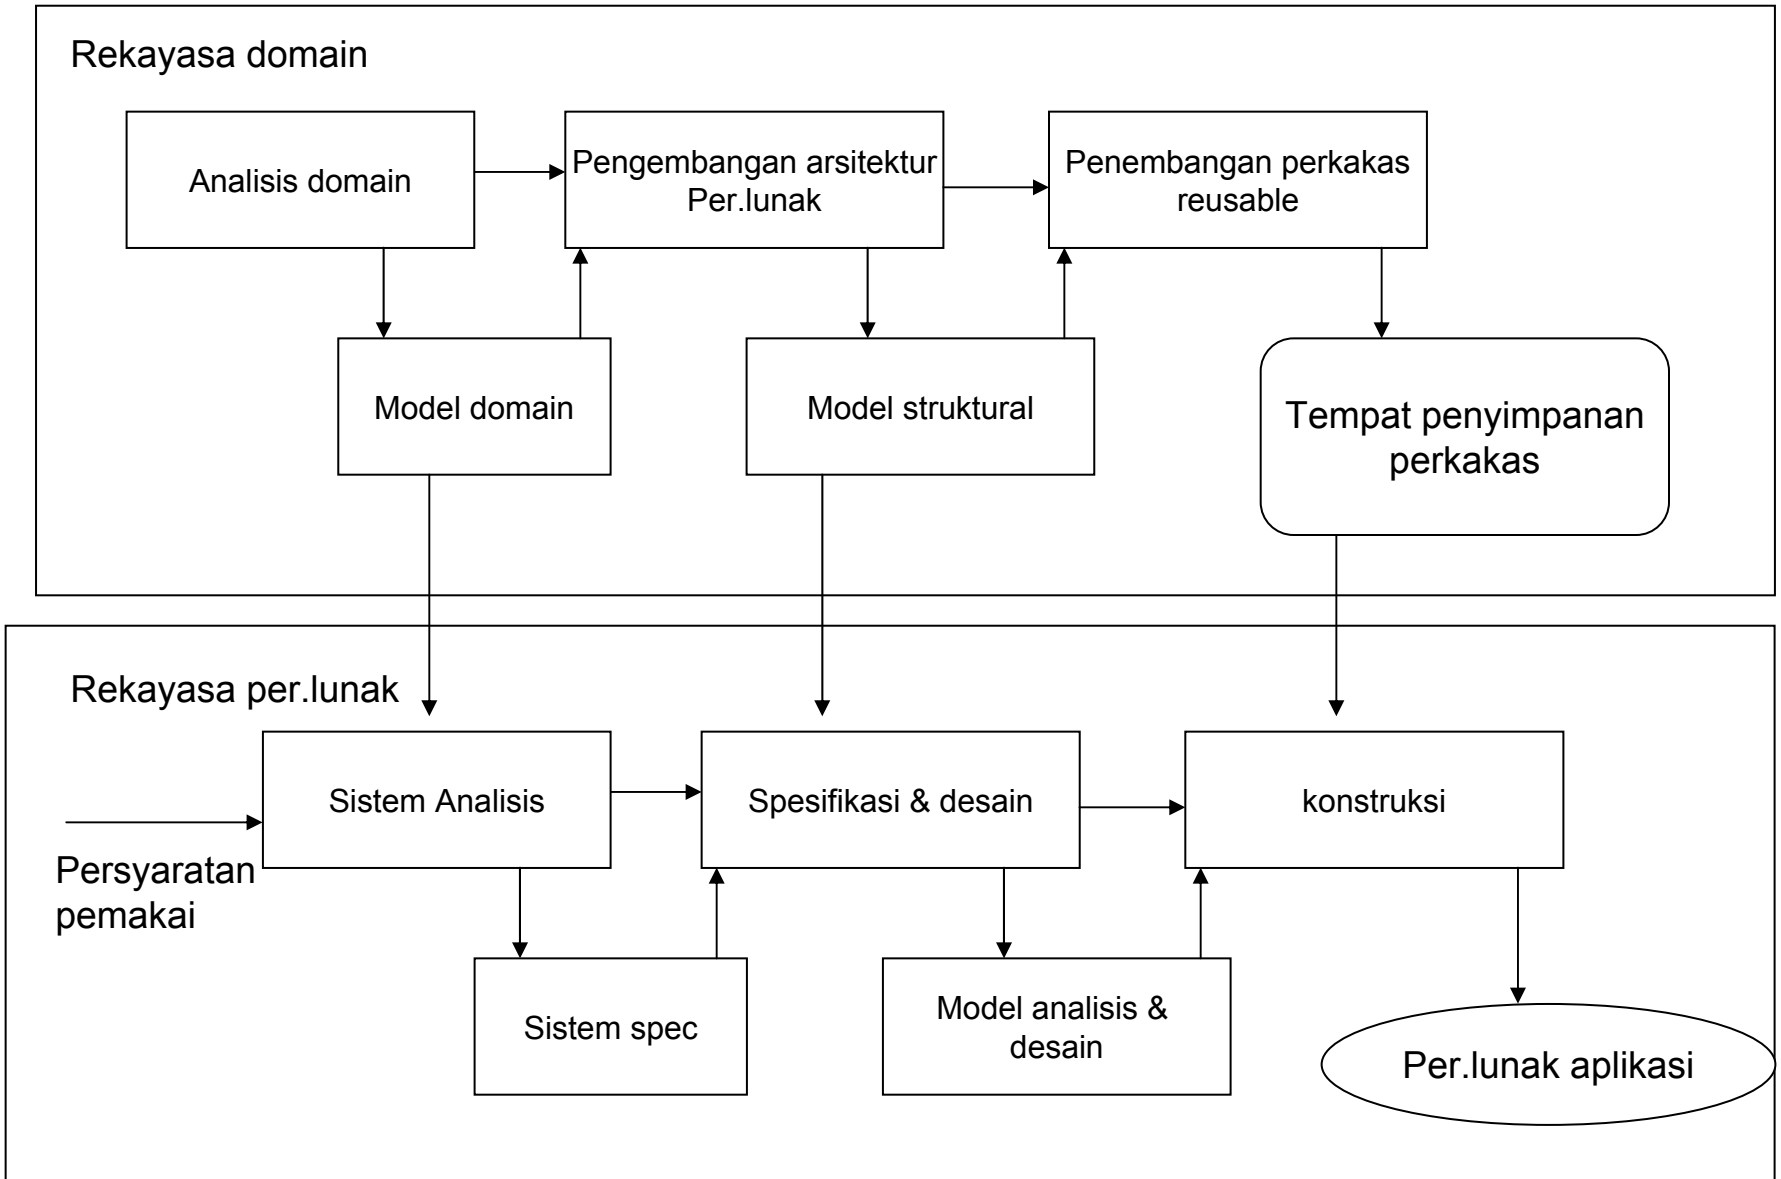 Rekayasa domain
Analisis domain
Pengembangan arsitektur
Per.lunak
Penembangan perkakas
reusable
Model domain
Model struktural
Tempat penyimpanan
perkakas
Rekayasa per.lunak
Sistem Analisis
Spesifikasi & desain
konstruksi
Persyaratan
pemakai
Sistem spec
Model analisis &
desain
Per.lunak aplikasi